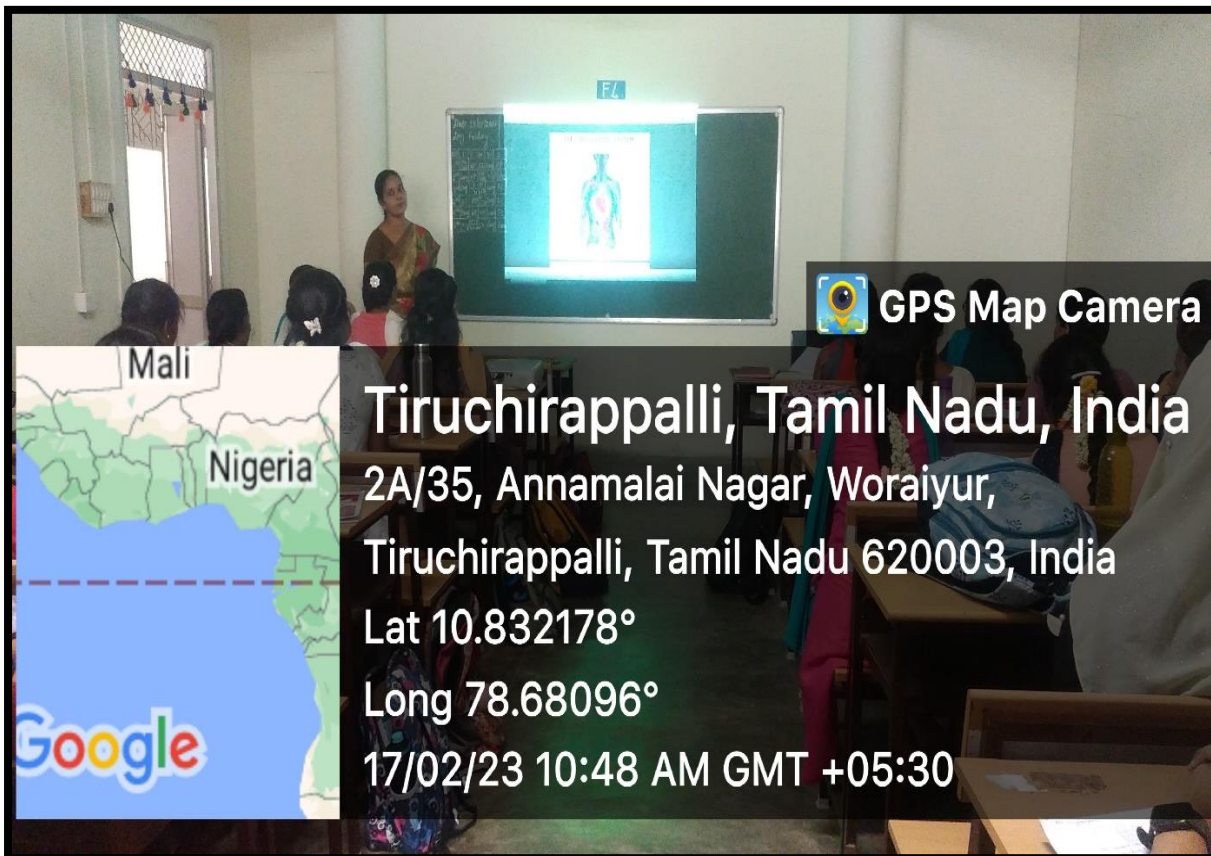 F4
GPS Map Camera
Mali
Nigeria
Google
Tiruchirappalli, Tamil Nadu, India
2A/35, Annamalai Nagar, Woraiyur,
Tiruchirappalli, Tamil Nadu 620003, India
Lat 10.832178°
Long 78.68096°
17/02/23 10:48 AM GMT +05:30